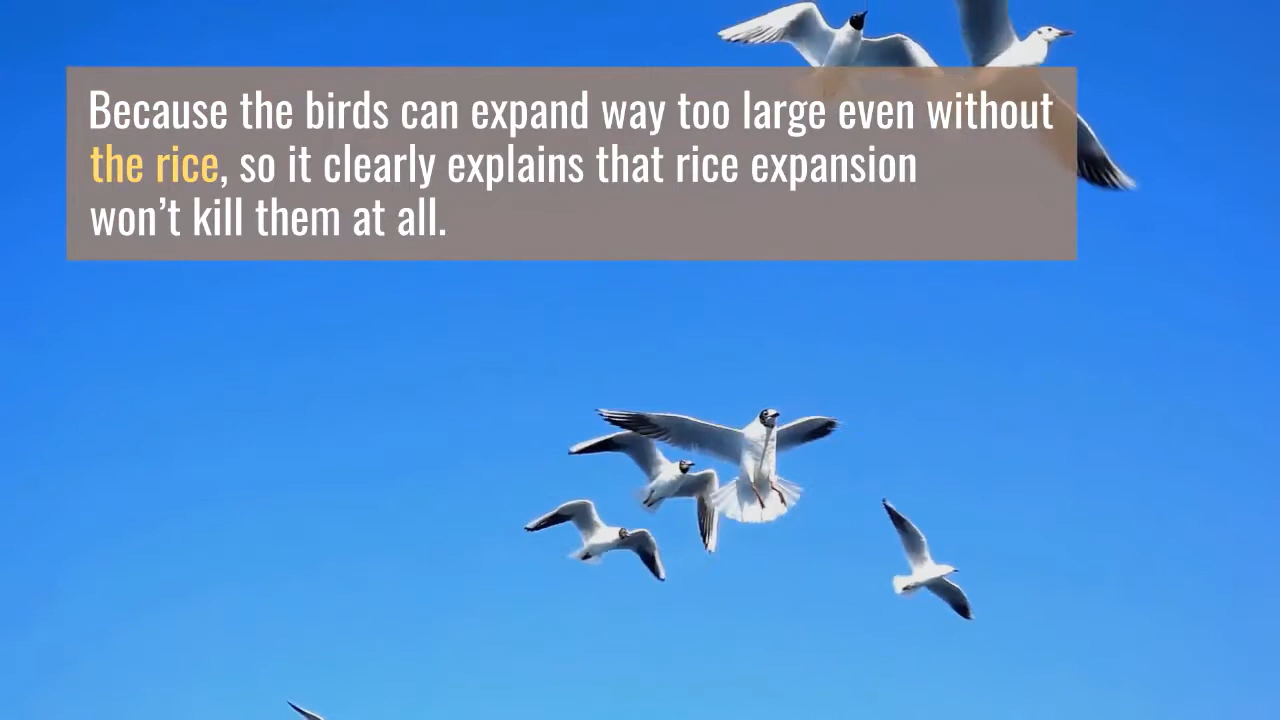 Because the birds can expand way too large even without
the rice, so it clearly explains that rice expansion
won’t kill them at all.